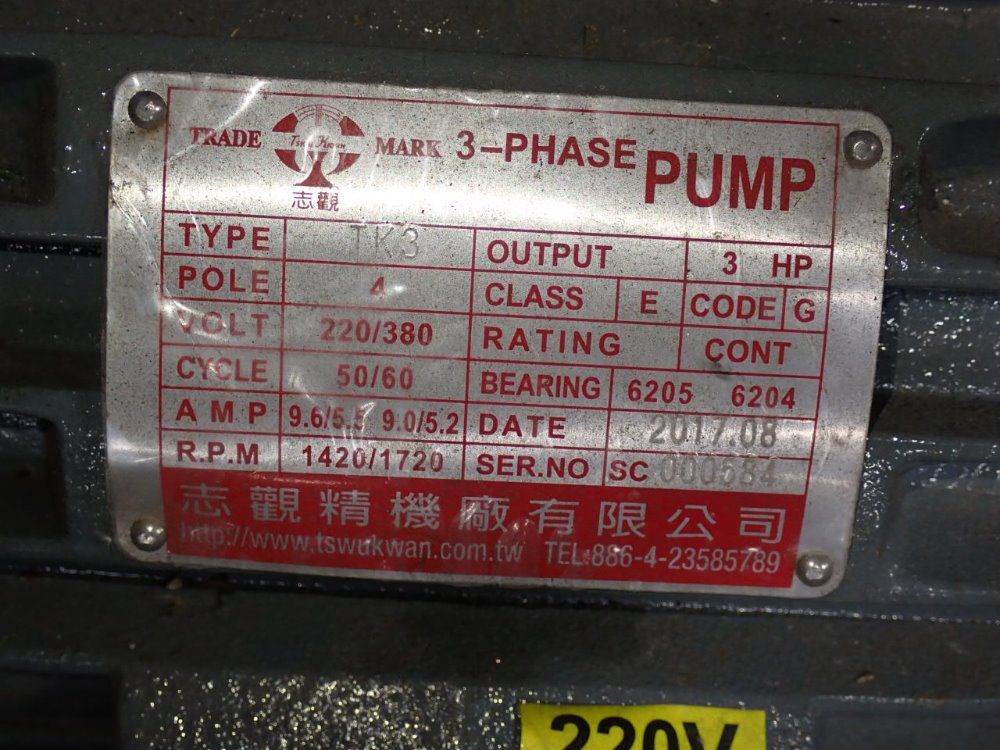 TRADE Tswu Kwan MARK 3-PHASE PUMP
志觀
TYPE TK3 OUTPUT 3 HP
POLE 4 CLASS E CODE G
VOLT 220/380 RATING CONT
CYCLE 50/60 BEARING 6205 6204
AMP 9.6/5.5 9.0/5.2 DATE 2017.08
R.P.M 1420/1720 SER.NO SC 000584
志觀精機廠有限公司
http://www.tswukwan.com.tw TEL:886-4-23585789
220V